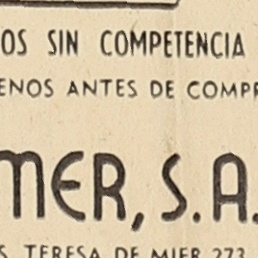 OS SIN COMPETENCIA
ENOS ANTES DE COMPR
MER, S.A.
S. TERESA DE MIER 273